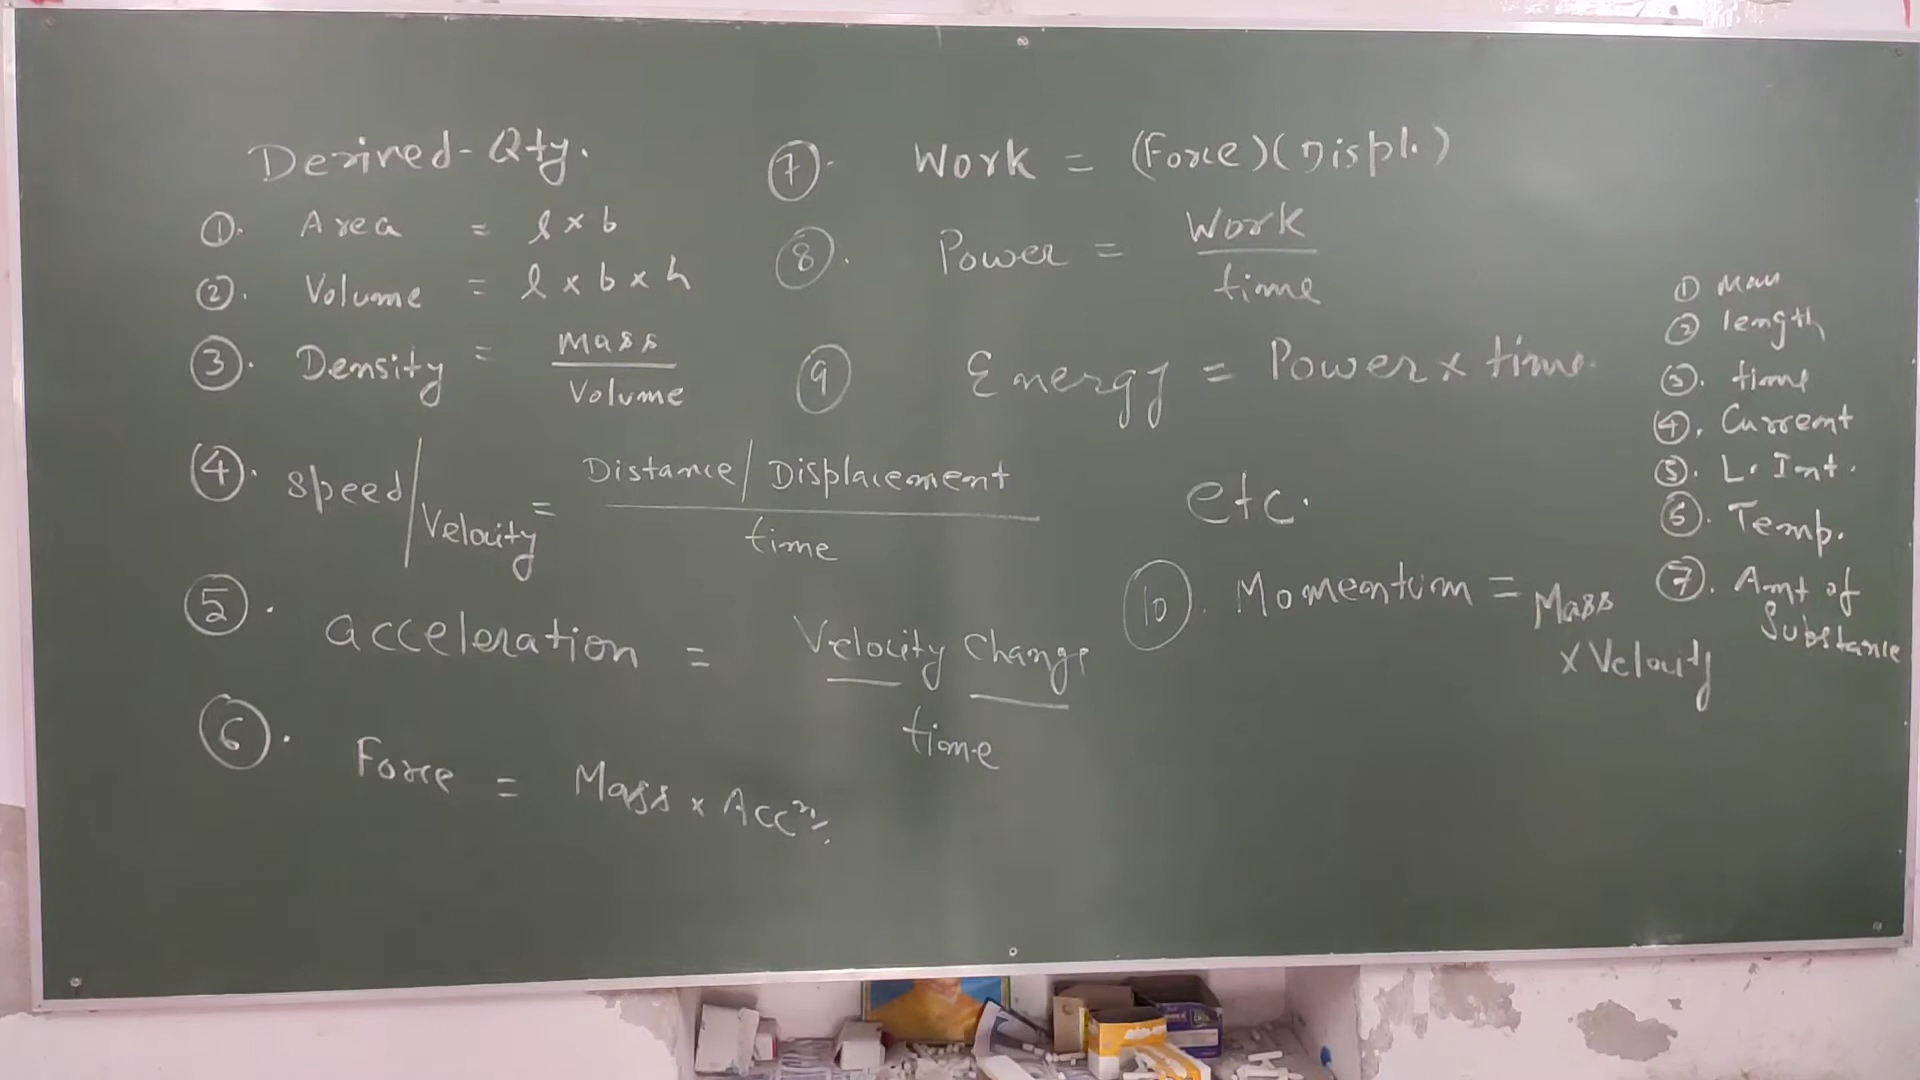 Derived-Qty.
①. Area = l × b
②. Volume = l × b × h
③. Density = Mass / Volume
④. Speed/Velocity = Distance/Displacement / time
⑤. acceleration = Velocity Change / time
⑥. Force = Mass × Accⁿ.
⑦. Work = (Force)(Displ.)
⑧. Power = Work / time
⑨ Energy = Power × time.
etc.
⑩. Momentum = Mass
× Velocity
① Mass
② length
③. time
④. Current
⑤. L. Int.
⑥. Temp.
⑦. Amt of
Substance